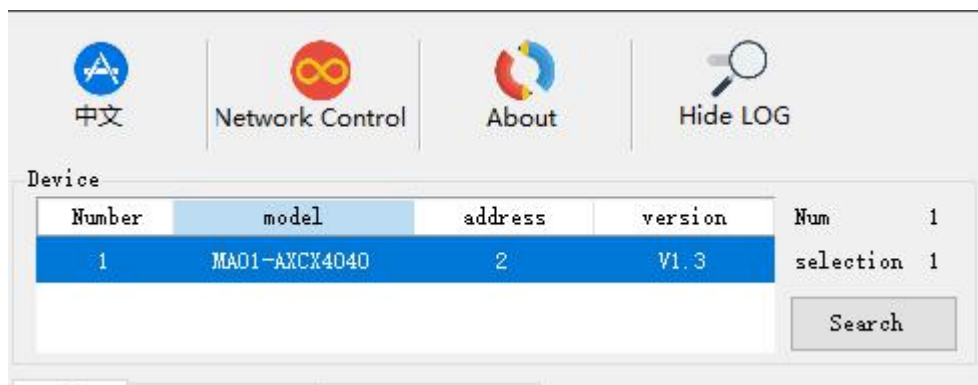 中文 Network Control About Hide LOG
Device
Number model address version Num 1
1 MA01-AXCX4040 2 V1.3 selection 1
Search